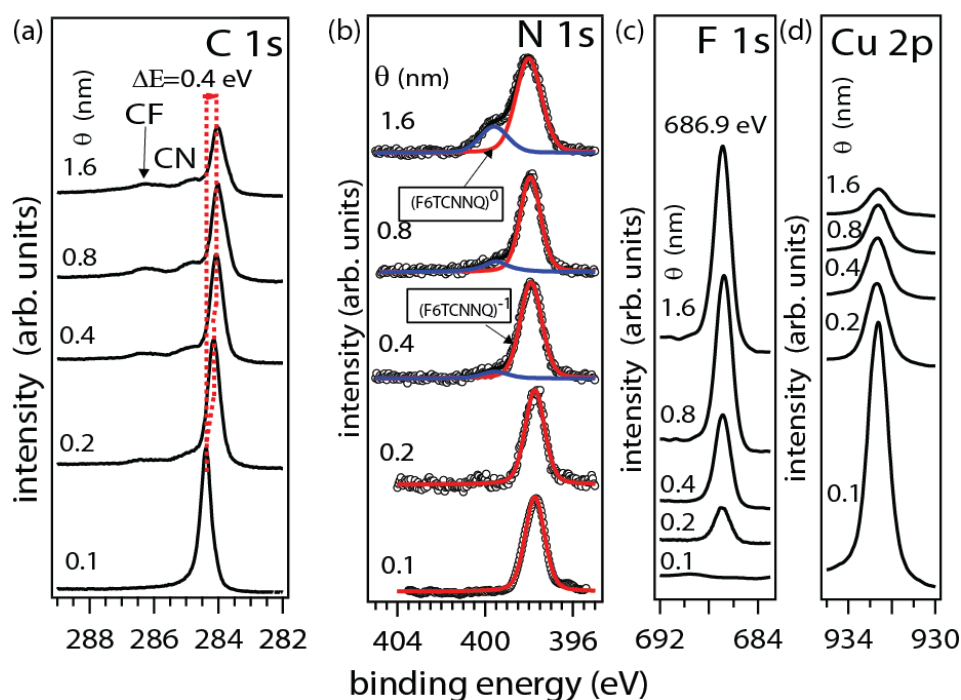 (a)
C 1s
ΔE=0.4 eV
θ (nm)
CF
CN
1.6
0.8
0.4
0.2
0.1
288 286 284 282
intensity (arb. units)
(b)
N 1s
θ (nm)
1.6
(F6TCNNQ)⁰
0.8
(F6TCNNQ)⁻¹
0.4
0.2
0.1
404 400 396
intensity (arb. units)
(c)
F 1s
686.9 eV
θ (nm)
1.6
0.8
0.4
0.2
0.1
692 684
intensity (arb. units)
(d)
Cu 2p
θ (nm)
1.6
0.8
0.4
0.2
0.1
934 930
intensity (arb. units)
binding energy (eV)